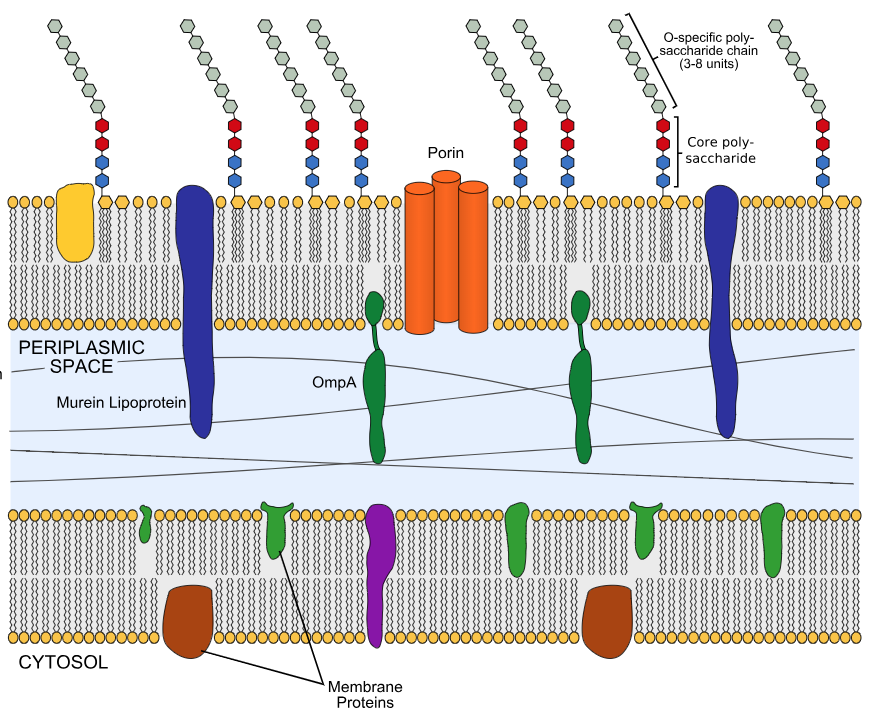 O-specific poly-
saccharide chain
(3-8 units)
Core poly-
saccharide
Porin
PERIPLASMIC
SPACE
OmpA
Murein Lipoprotein
CYTOSOL
Membrane
Proteins